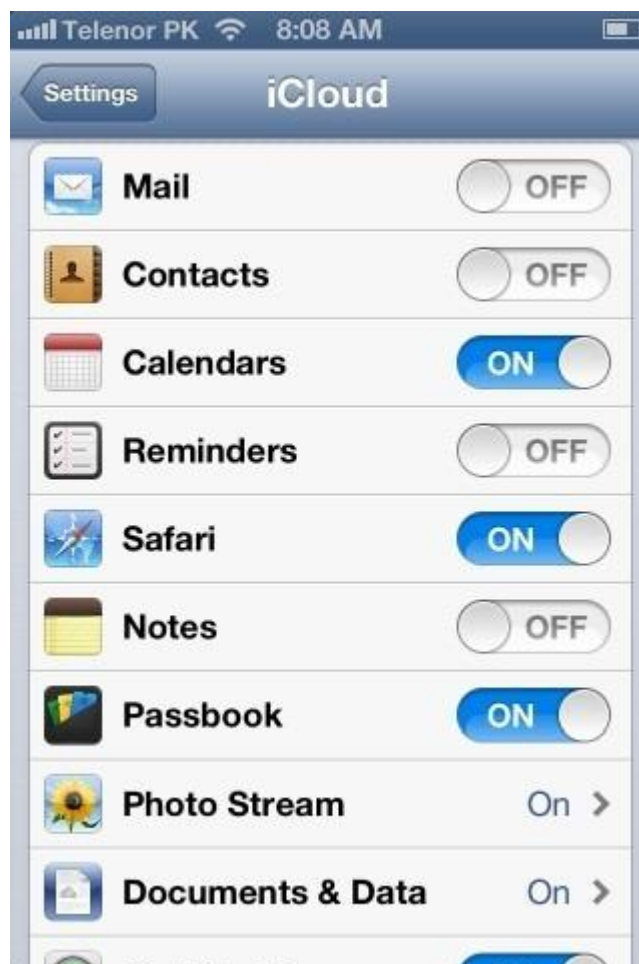 Telenor PK 8:08 AM
Settings iCloud
Mail OFF
Contacts OFF
Calendars ON
Reminders OFF
Safari ON
Notes OFF
Passbook ON
Photo Stream On
Documents & Data On